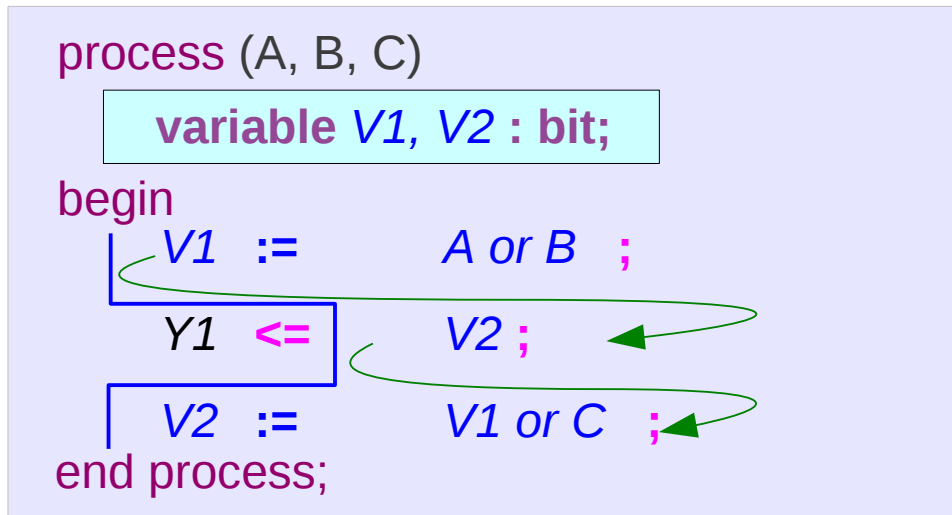 process (A, B, C)
variable V1, V2 : bit;
begin
V1 := A or B ;
Y1 <= V2 ;
V2 := V1 or C ;
end process;